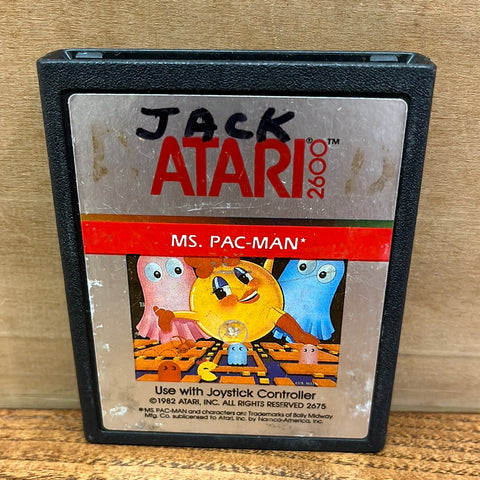 JACK
ATARI®
2600™
MS. PAC-MAN*
Use with Joystick Controller
©1982 ATARI, INC. ALL RIGHTS RESERVED 2675
*MS. PAC-MAN and characters are Trademarks of Bally Midway
Mfg. Co. sublicensed to Atari, Inc. by Namco-America, Inc.